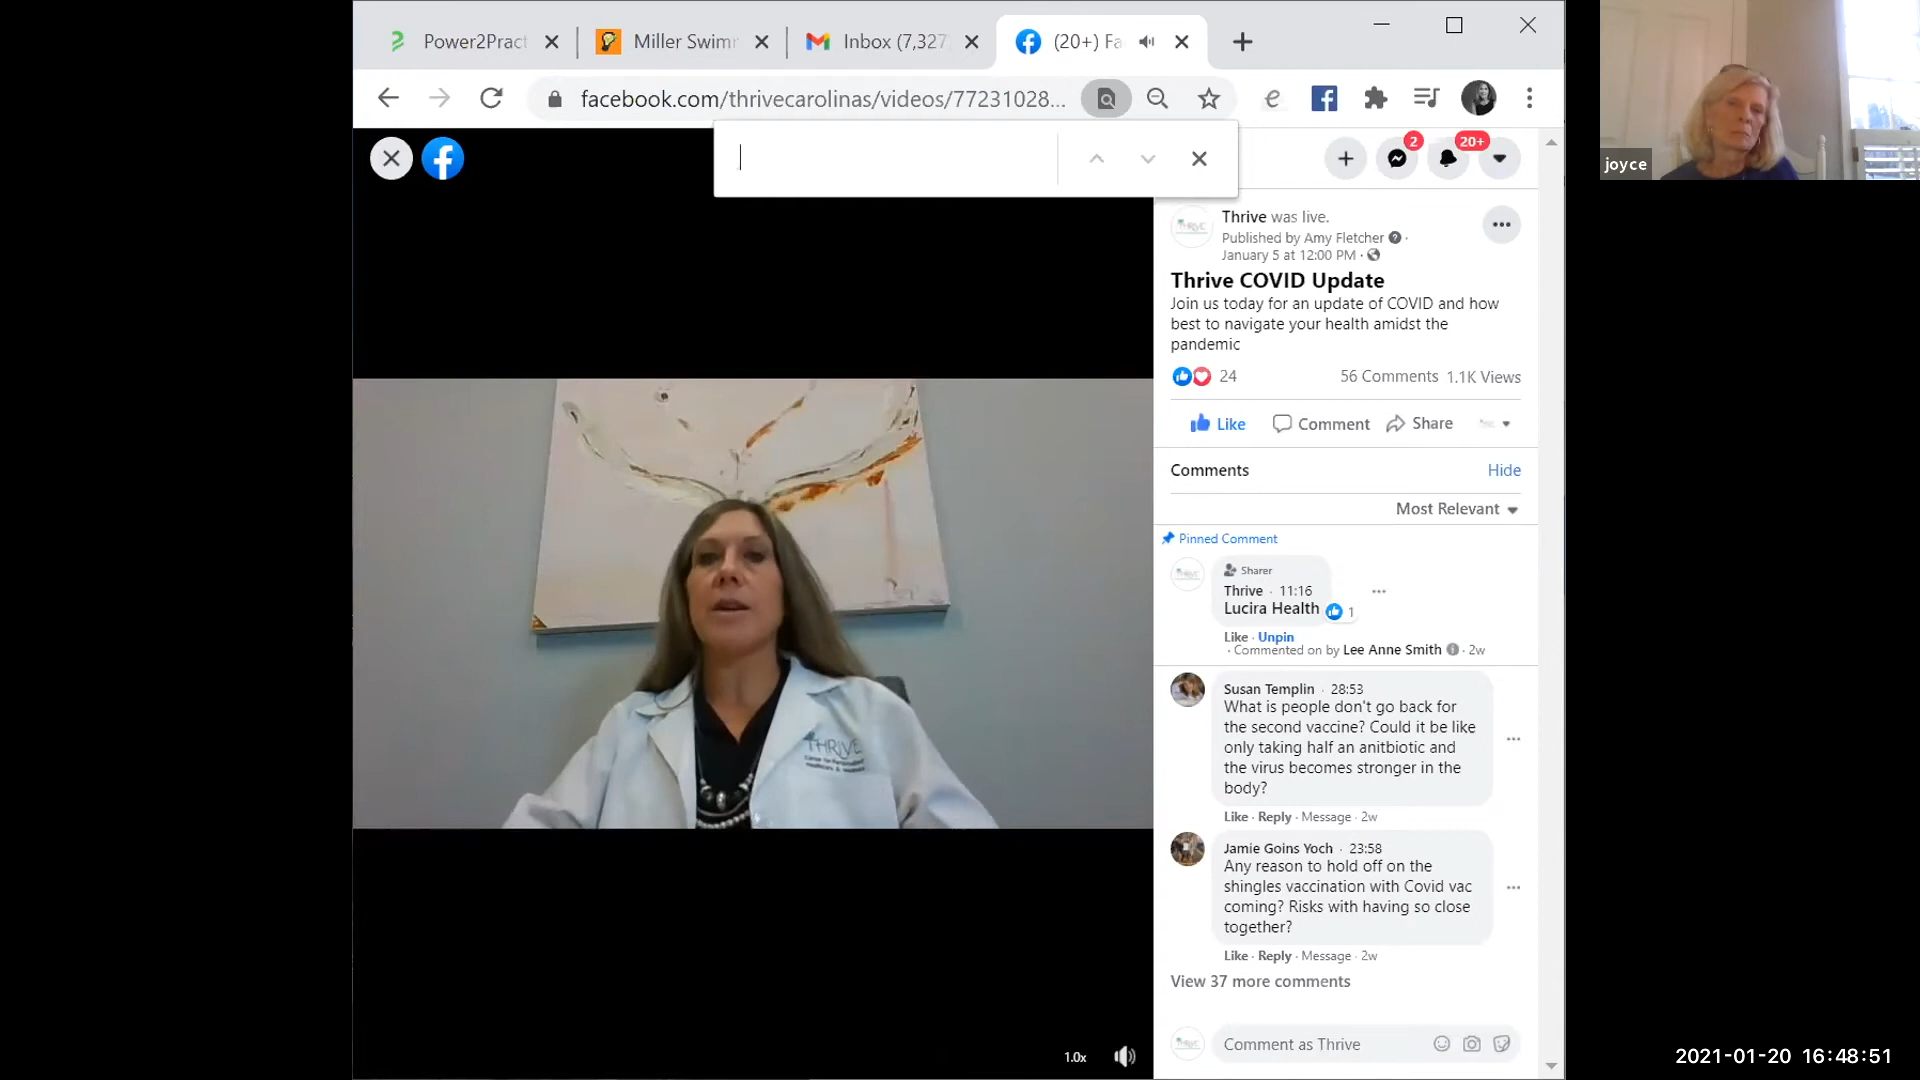 Power2Pract
Miller Swimm
Inbox (7,327
(20+) Fa
facebook.com/thrivecarolinas/videos/77231028...
2
20+
Thrive was live.
Published by Amy Fletcher ·
January 5 at 12:00 PM ·
Thrive COVID Update
Join us today for an update of COVID and how
best to navigate your health amidst the
pandemic
24
56 Comments 1.1K Views
Like Comment Share
Comments
Hide
Most Relevant
Pinned Comment
Sharer
Thrive · 11:16
Lucira Health
1
Like · Unpin
· Commented on by Lee Anne Smith · 2w
Susan Templin · 28:53
What is people don't go back for
the second vaccine? Could it be like
only taking half an anitbiotic and
the virus becomes stronger in the
body?
Like · Reply · Message · 2w
Jamie Goins Yoch · 23:58
Any reason to hold off on the
shingles vaccination with Covid vac
coming? Risks with having so close
together?
Like · Reply · Message · 2w
View 37 more comments
Comment as Thrive
THRIVE
1.0x
joyce
2021-01-20 16:48:51